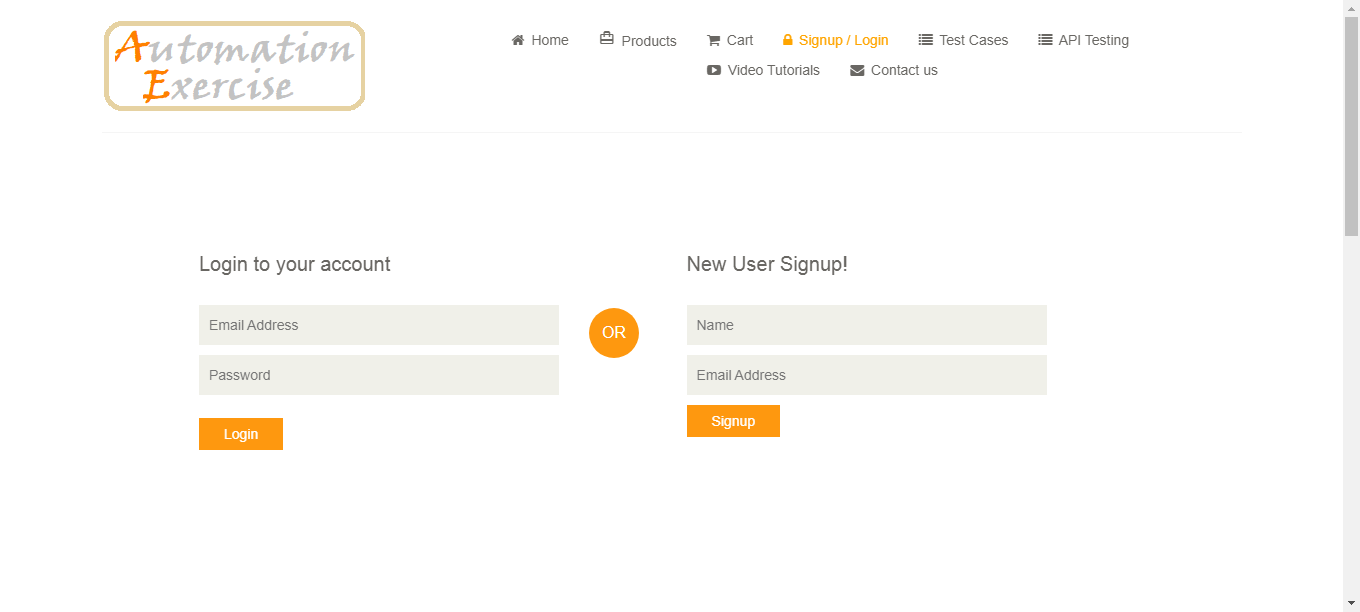 Automation
Exercise
Home
Products
Cart
Signup / Login
Test Cases
API Testing
Video Tutorials
Contact us
Login to your account
Email Address
Password
Login
OR
New User Signup!
Name
Email Address
Signup